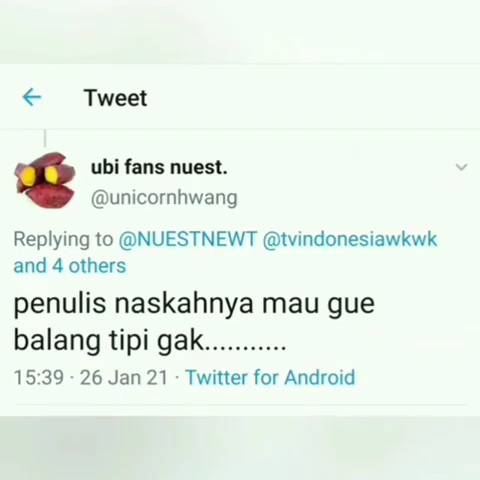 Tweet
ubi fans nuest.
@unicornhwang
Replying to @NUESTNEWT @tvindonesiawkwk
and 4 others
penulis naskahnya mau gue
balang tipi gak...........
15:39 · 26 Jan 21 · Twitter for Android